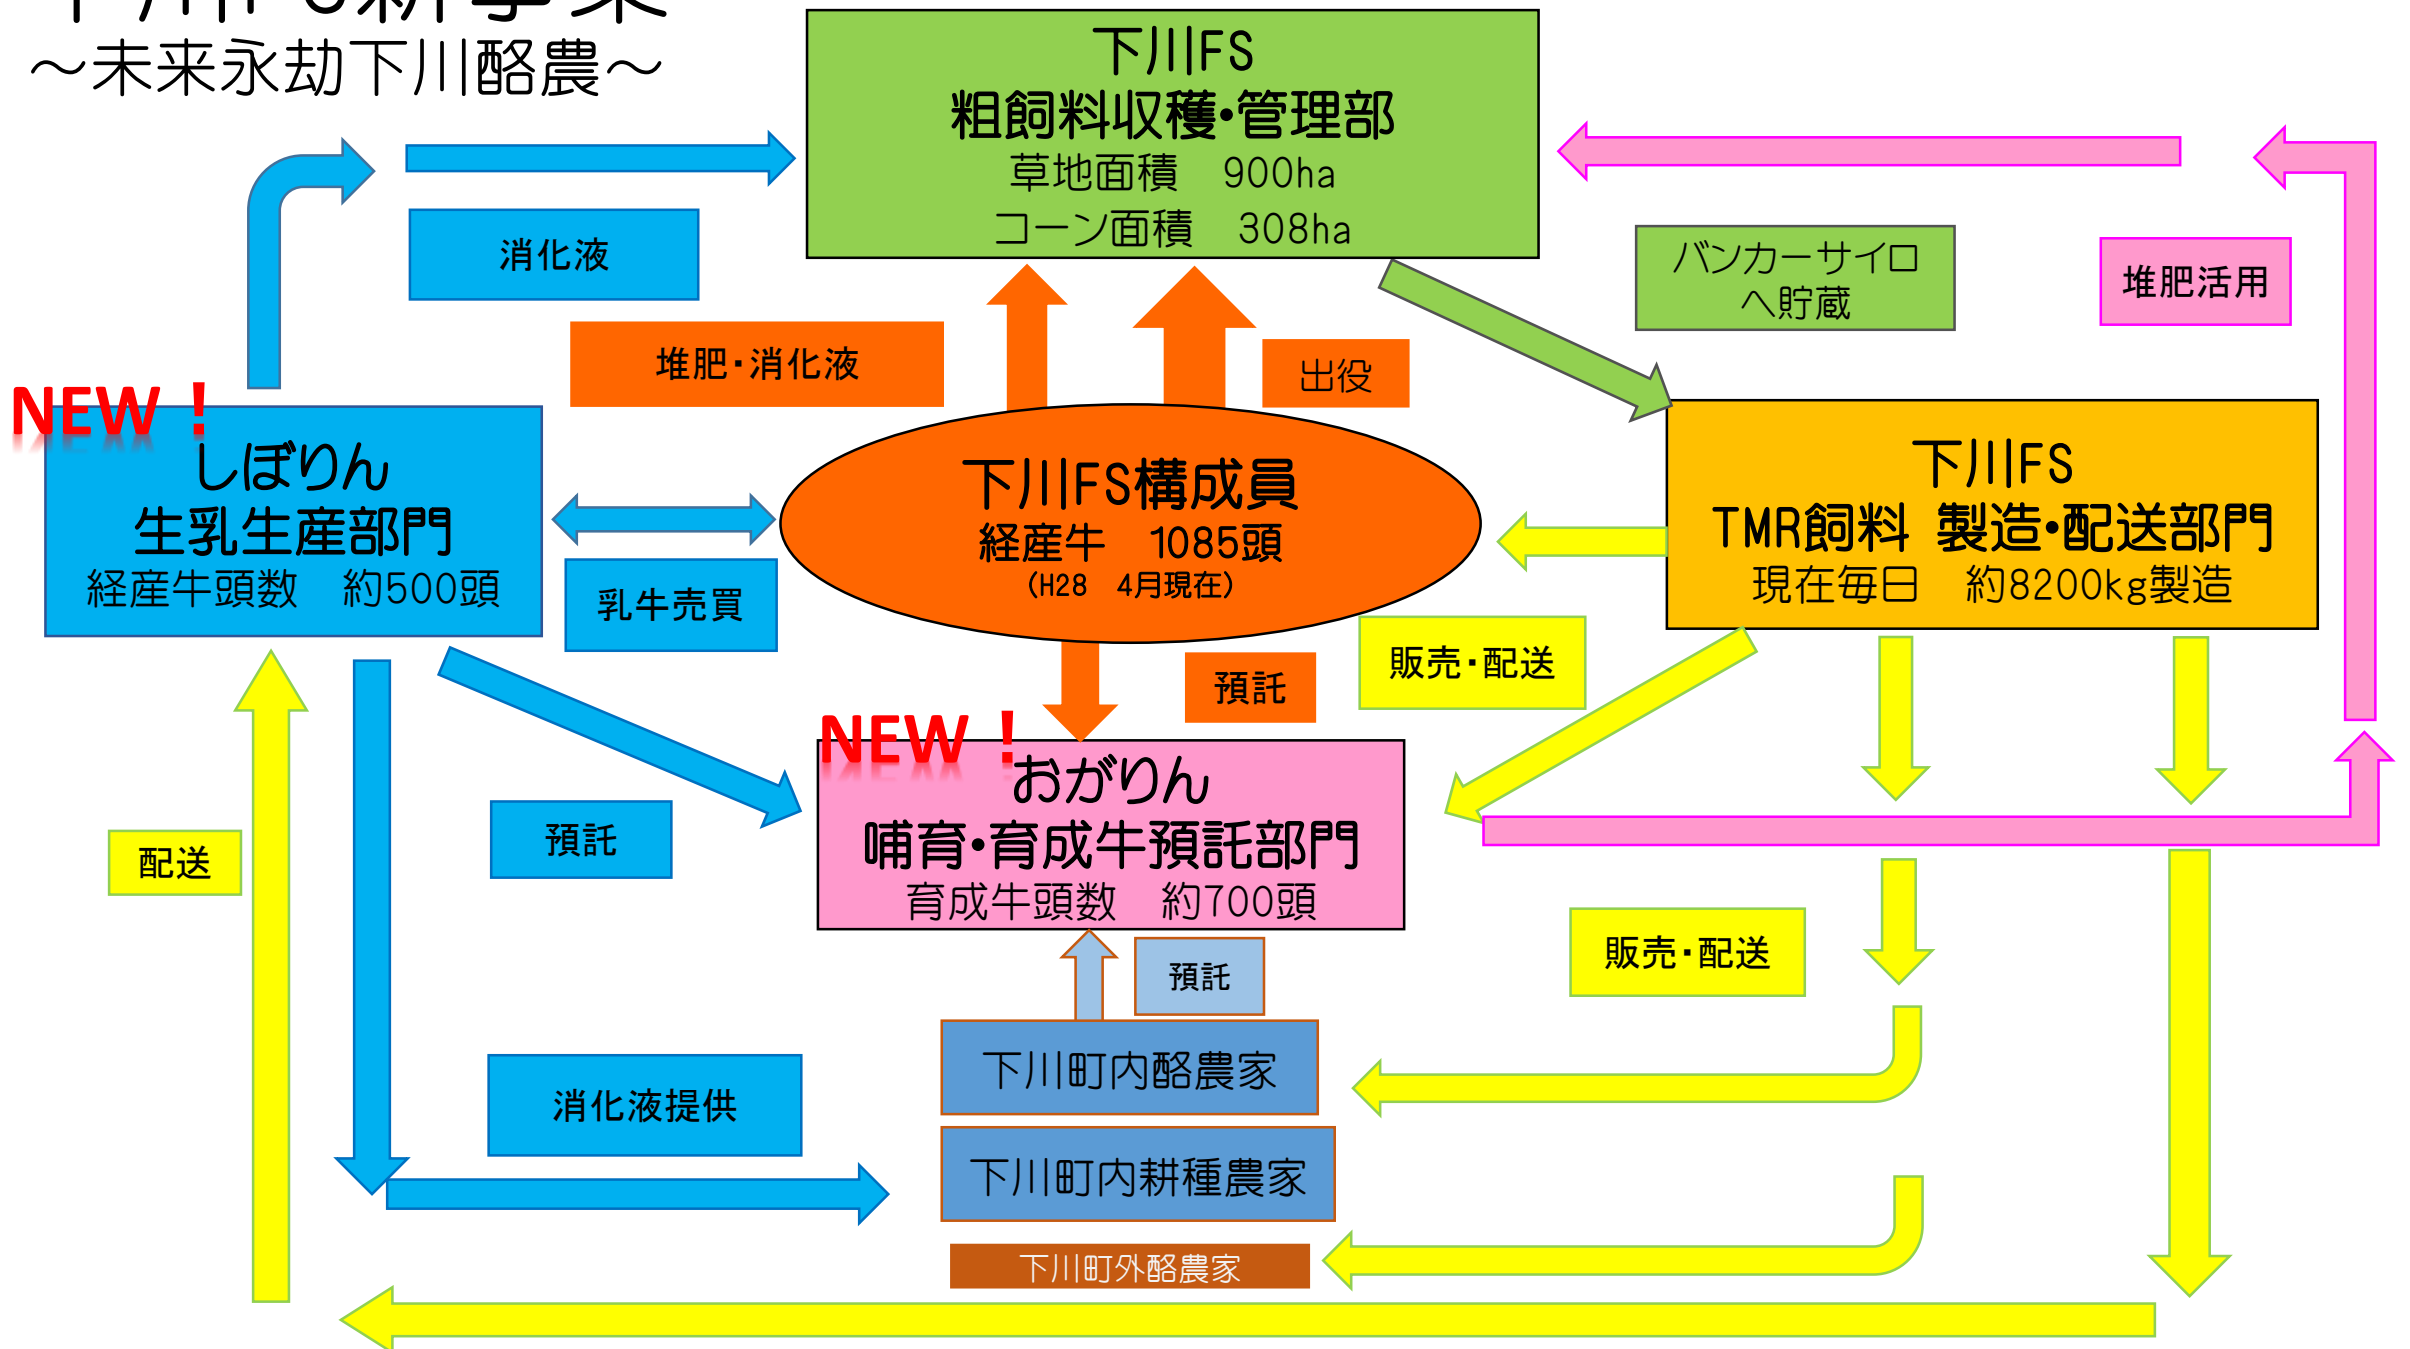 下川FS新事業
～未来永劫下川酪農～
下川FS
粗飼料収穫・管理部
草地面積　900ha
コーン面積　308ha
消化液
バンカーサイロ
へ貯蔵
堆肥活用
堆肥・消化液
出役
NEW！
しぼりん
生乳生産部門
経産牛頭数　約500頭
下川FS構成員
経産牛　1085頭
(H28　4月現在)
下川FS
TMR飼料 製造・配送部門
現在毎日　約8200kg製造
乳牛売買
販売・配送
預託
NEW！
おがりん
哺育・育成牛預託部門
育成牛頭数　約700頭
預託
配送
販売・配送
預託
下川町内酪農家
消化液提供
下川町内耕種農家
下川町外酪農家